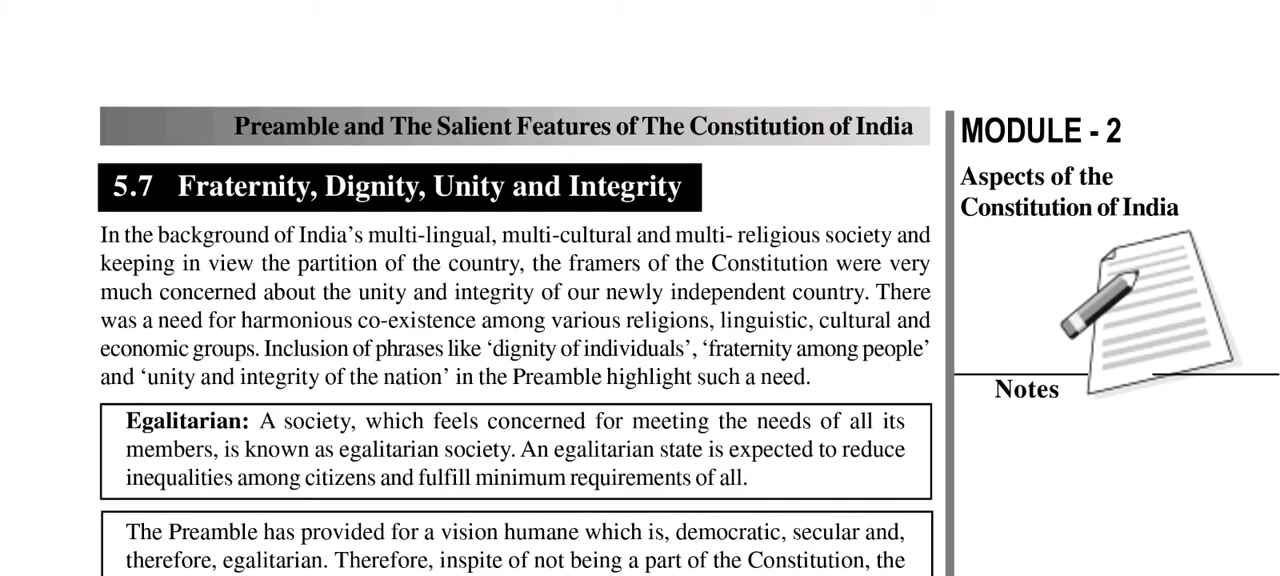 Preamble and The Salient Features of The Constitution of India
MODULE - 2
Aspects of the
Constitution of India
Notes
5.7 Fraternity, Dignity, Unity and Integrity
In the background of India’s multi-lingual, multi-cultural and multi- religious society and
keeping in view the partition of the country, the framers of the Constitution were very
much concerned about the unity and integrity of our newly independent country. There
was a need for harmonious co-existence among various religions, linguistic, cultural and
economic groups. Inclusion of phrases like ‘dignity of individuals’, ‘fraternity among people’
and ‘unity and integrity of the nation’ in the Preamble highlight such a need.
Egalitarian: A society, which feels concerned for meeting the needs of all its
members, is known as egalitarian society. An egalitarian state is expected to reduce
inequalities among citizens and fulfill minimum requirements of all.
The Preamble has provided for a vision humane which is, democratic, secular and,
therefore, egalitarian. Therefore, inspite of not being a part of the Constitution, the